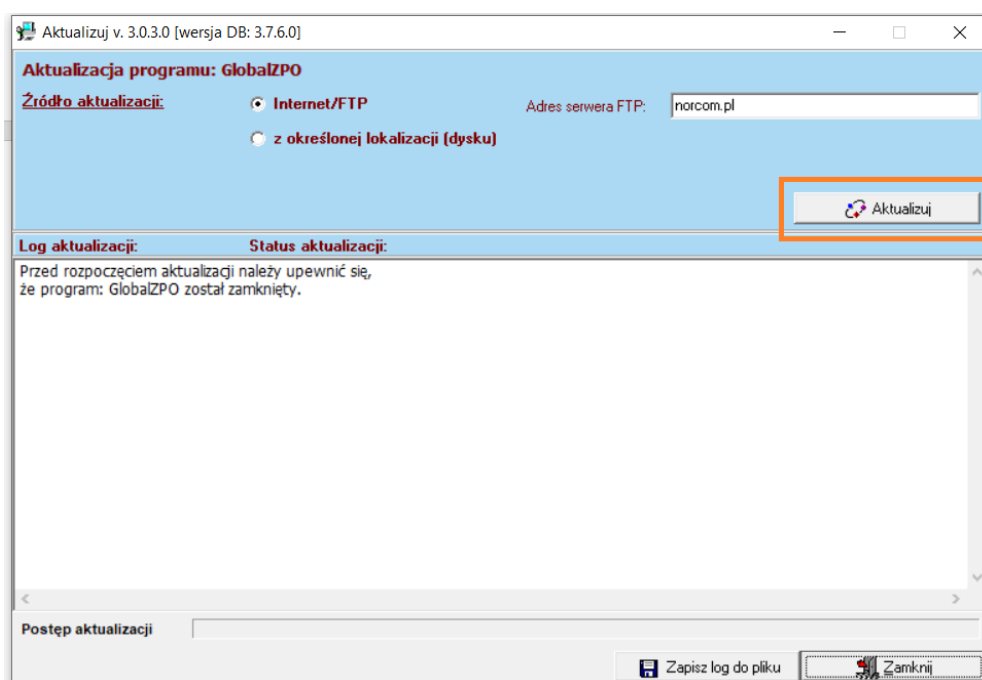 Aktualizuj v. 3.0.3.0 [wersja DB: 3.7.6.0]
Aktualizacja programu: GlobalZPO
Źródło aktualizacji:
Internet/FTP
Adres serwera FTP:
norcom.pl
z określonej lokalizacji (dysku)
Aktualizuj
Log aktualizacji:
Status aktualizacji:
Przed rozpoczęciem aktualizacji należy upewnić się,
że program: GlobalZPO został zamknięty.
Postęp aktualizacji
Zapisz log do pliku
Zamknij